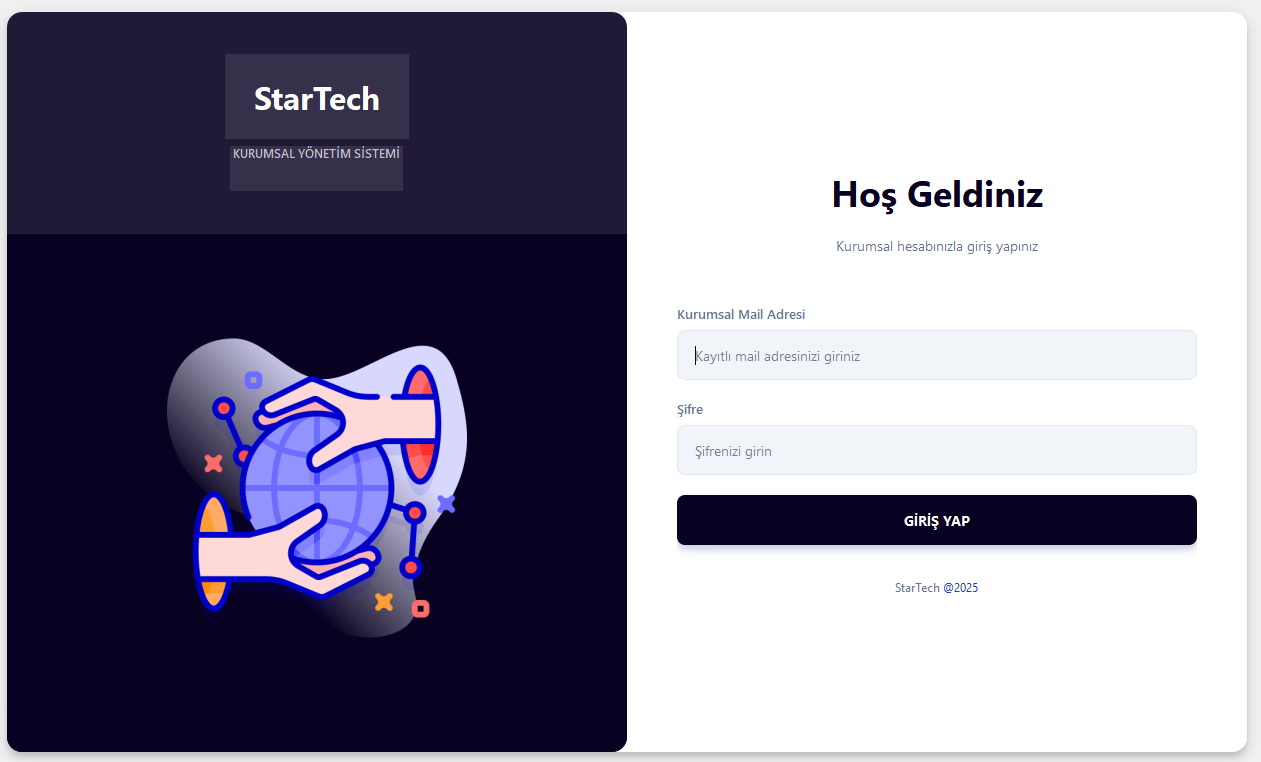 StarTech
KURUMSAL YÖNETİM SİSTEMİ
Hoş Geldiniz
Kurumsal hesabınızla giriş yapınız
Kurumsal Mail Adresi
Kayıtlı mail adresinizi giriniz
Şifre
Şifrenizi girin
GİRİŞ YAP
StarTech @2025